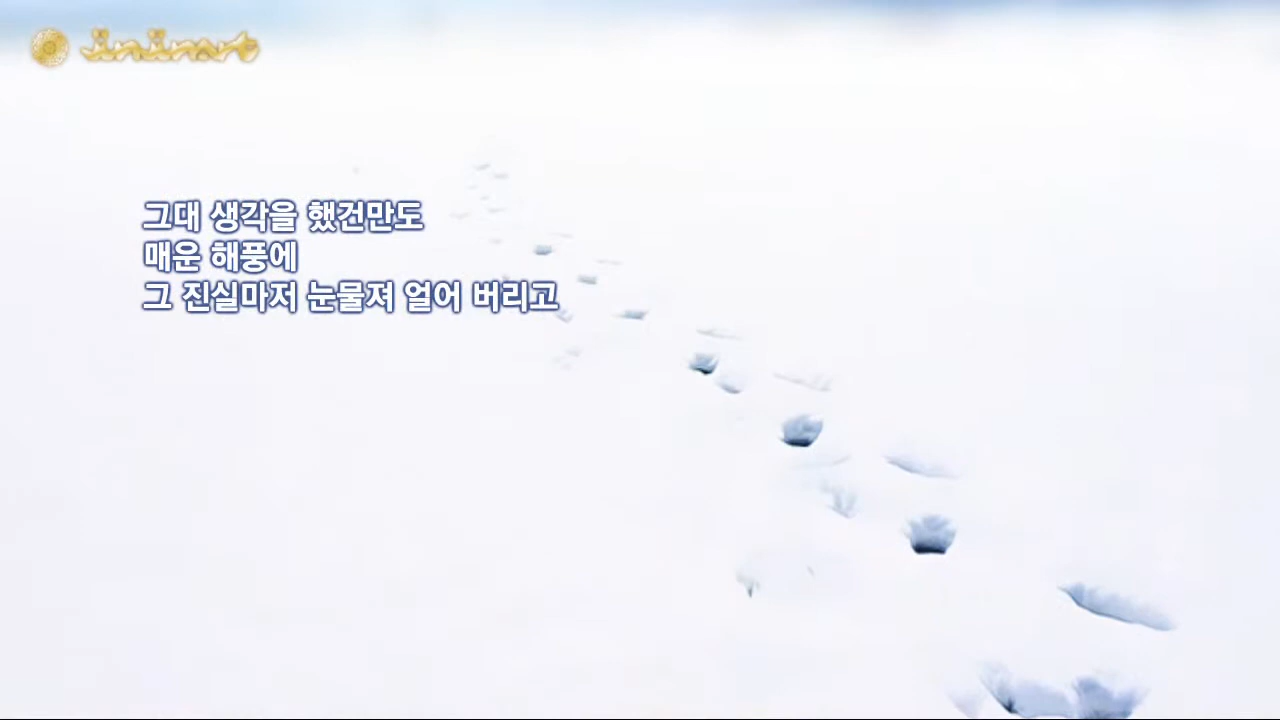 ininart
그대 생각을 했건만도
매운 해풍에
그 진실마저 눈물져 얼어 버리고